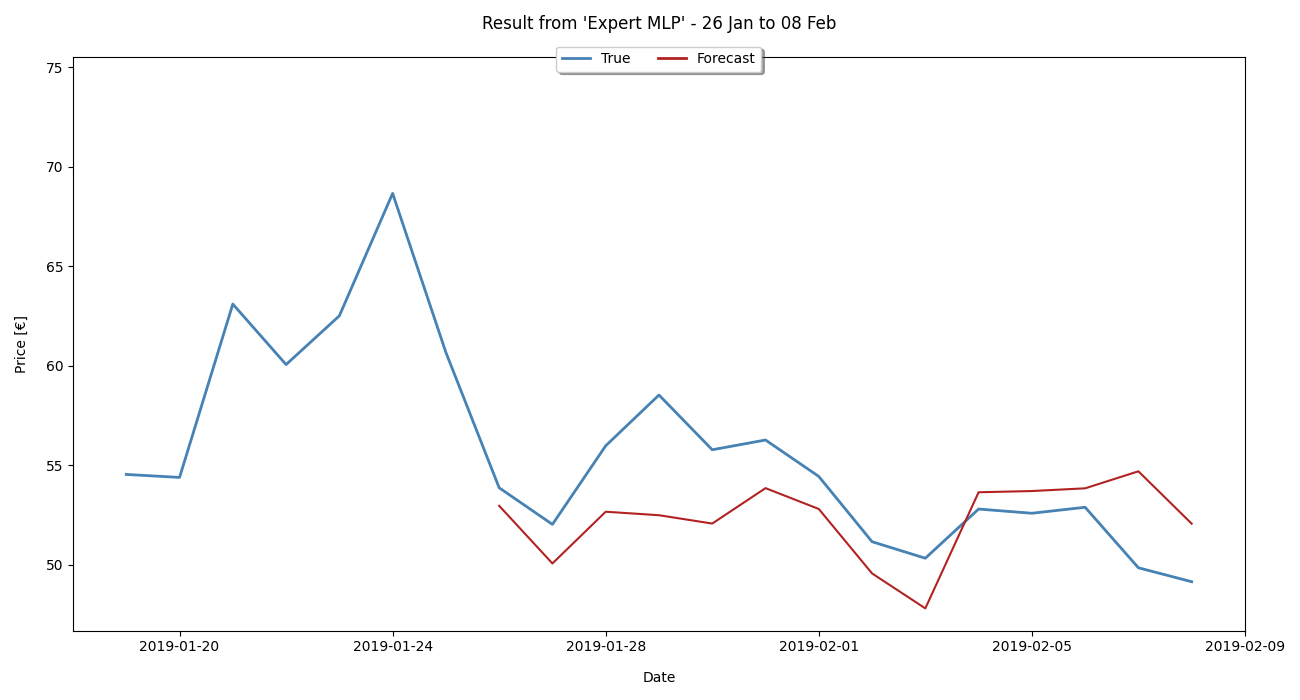 Result from 'Expert MLP' - 26 Jan to 08 Feb
True Forecast
75
70
65
60
55
50
Price [€]
2019-01-20 2019-01-24 2019-01-28 2019-02-01 2019-02-05 2019-02-09
Date